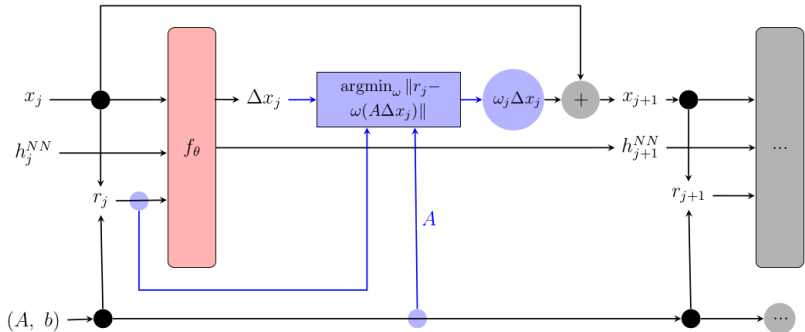 x_j
Δx_j
argmin_ω ‖r_j−
ω(AΔx_j)‖
ω_jΔx_j
+
x_{j+1}
h_j^{NN}
f_θ
h_{j+1}^{NN}
...
r_j
r_{j+1}
A
(A, b)
...